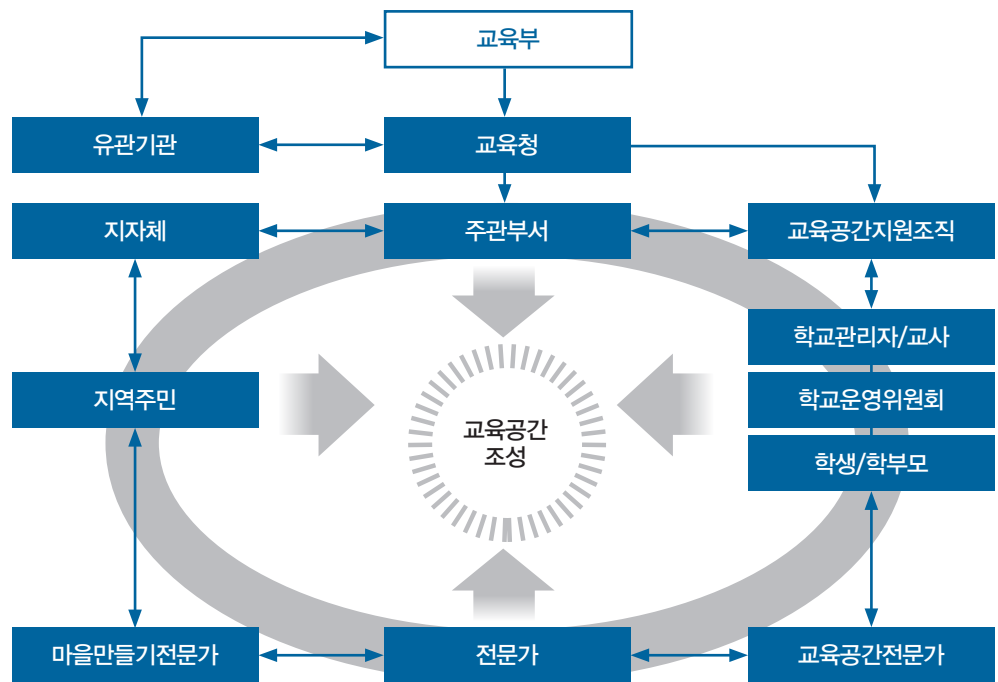 교육부
유관기관
교육청
지자체
주관부서
교육공간지원조직
학교관리자/교사
지역주민
학교운영위원회
교육공간
조성
학생/학부모
마을만들기전문가
전문가
교육공간전문가